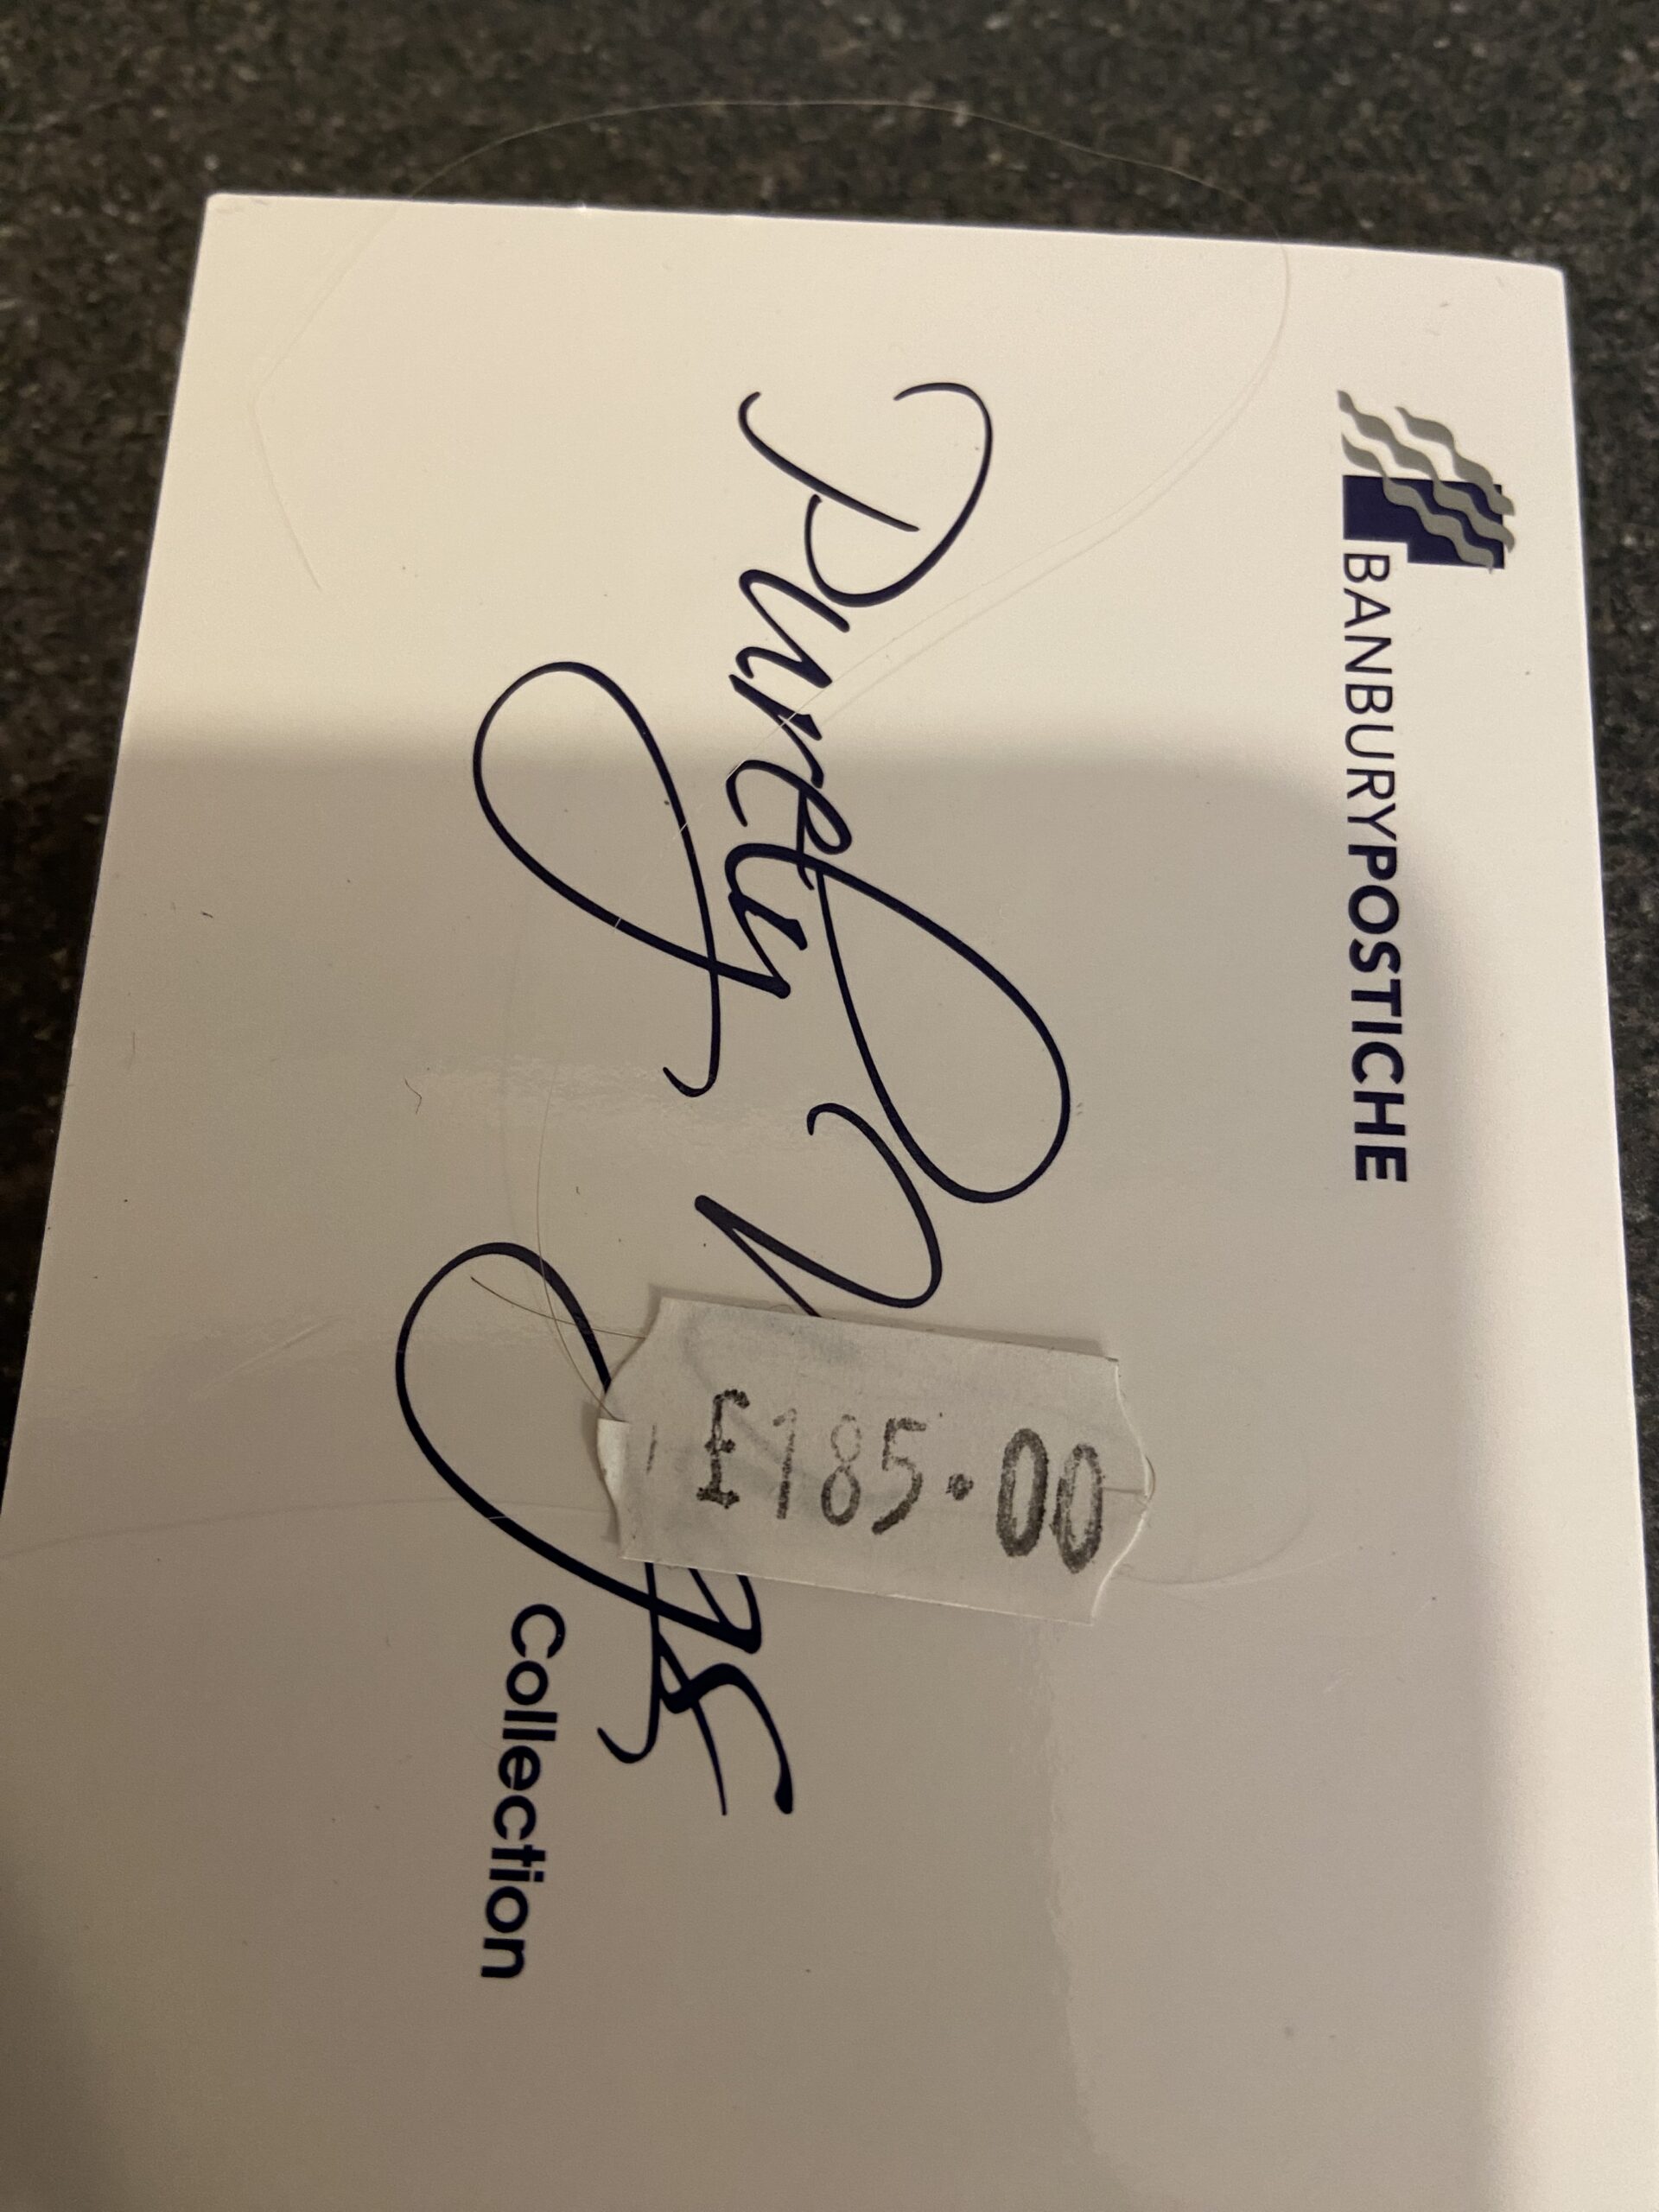 BANBURYPOSTICHE
Purely
£185.00
Collection